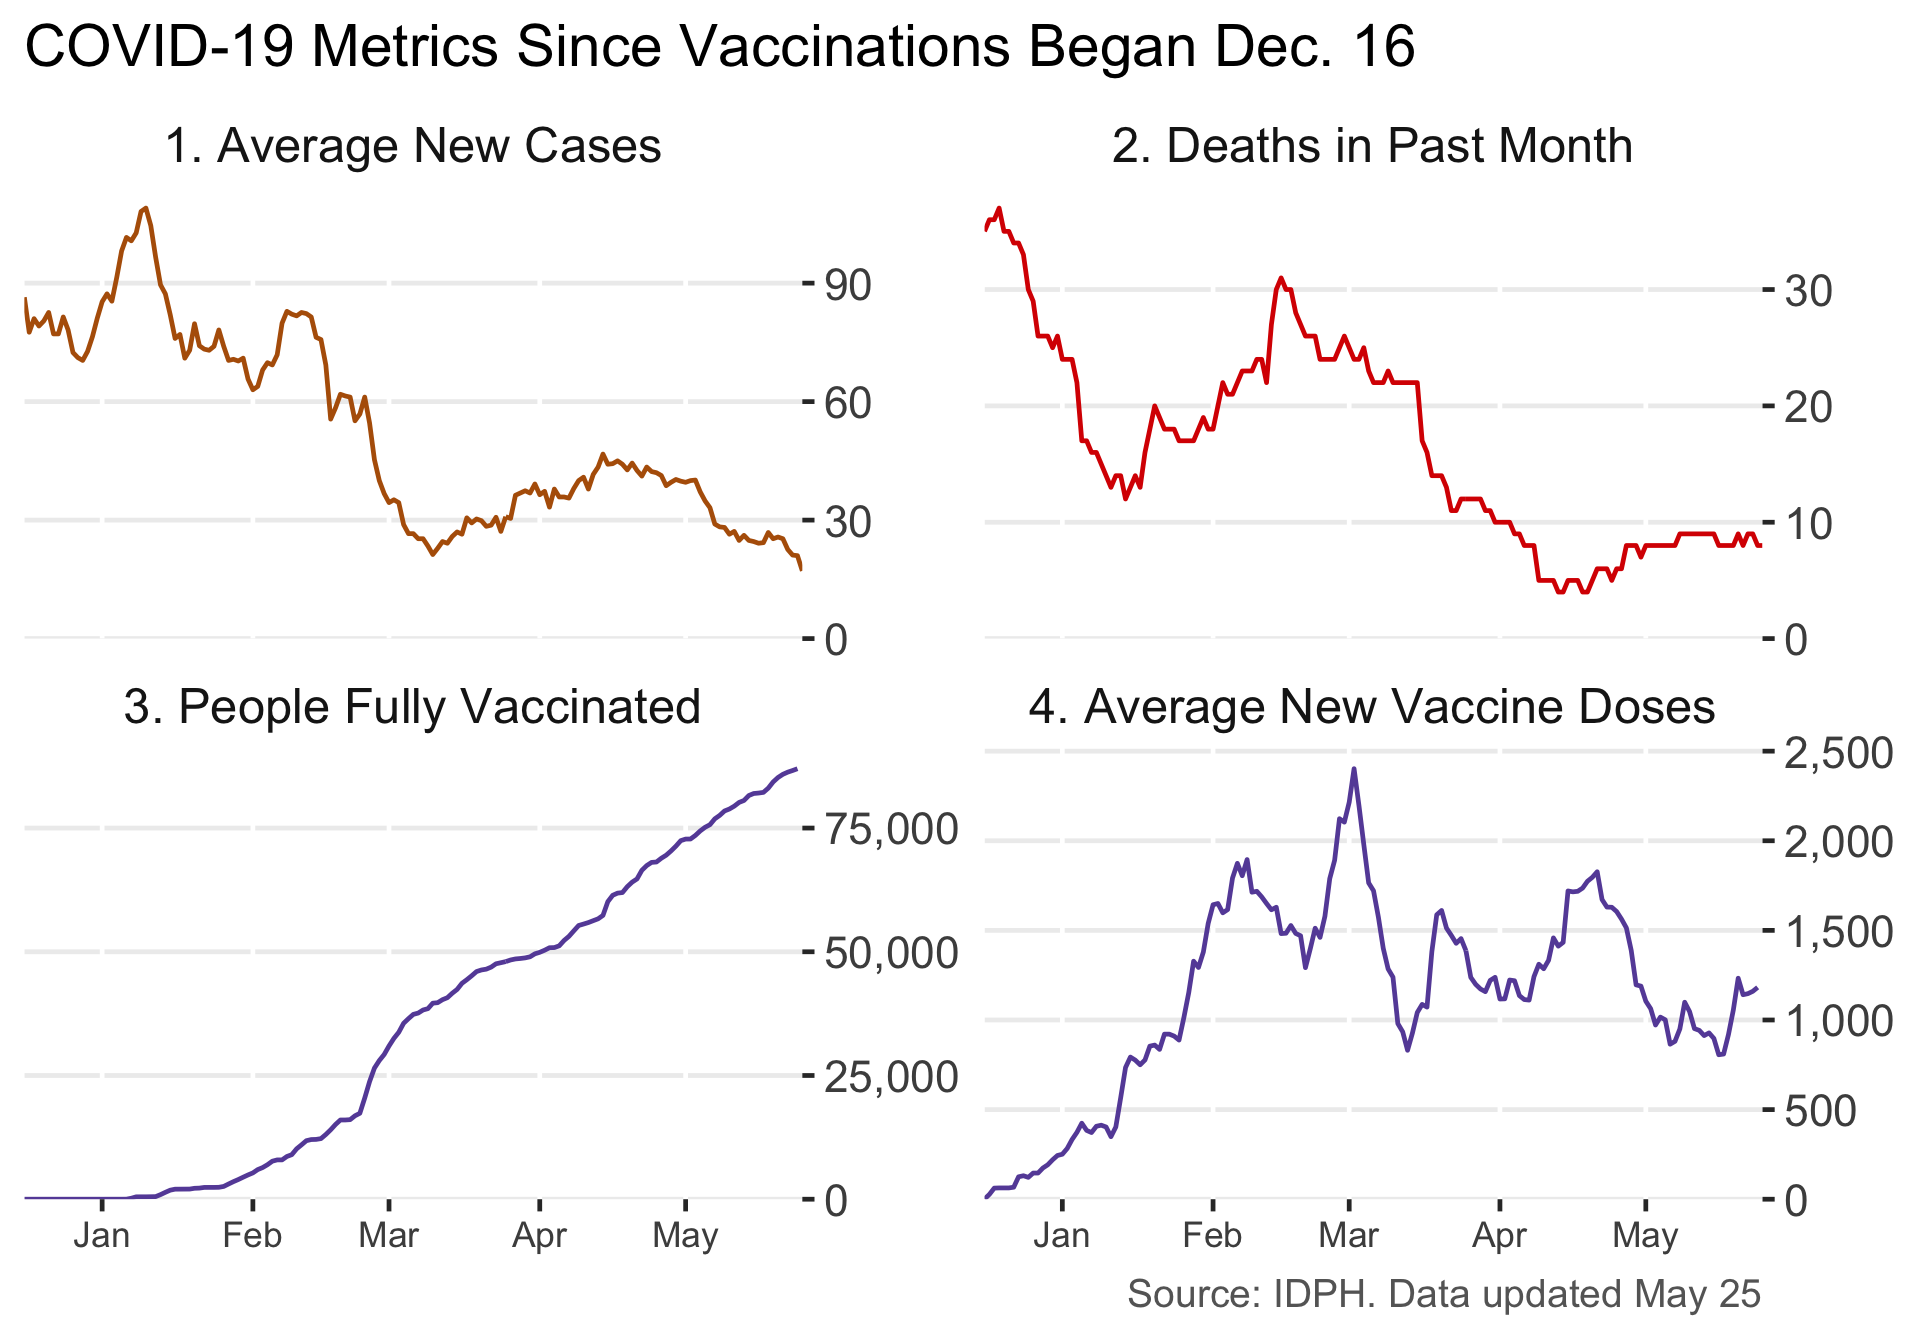 COVID-19 Metrics Since Vaccinations Began Dec. 16
1. Average New Cases
90
60
30
0
2. Deaths in Past Month
30
20
10
0
3. People Fully Vaccinated
75,000
50,000
25,000
0
Jan Feb Mar Apr May
4. Average New Vaccine Doses
2,500
2,000
1,500
1,000
500
0
Jan Feb Mar Apr May
Source: IDPH. Data updated May 25